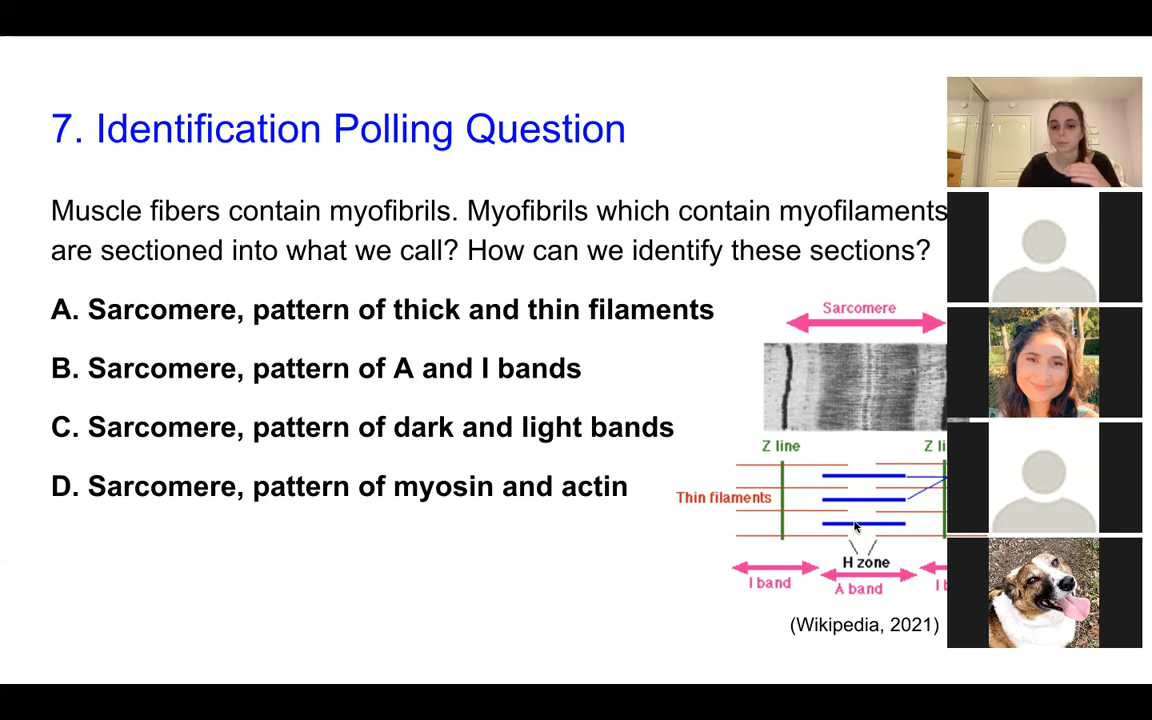 7. Identification Polling Question
Muscle fibers contain myofibrils. Myofibrils which contain myofilaments
are sectioned into what we call? How can we identify these sections?
A. Sarcomere, pattern of thick and thin filaments
B. Sarcomere, pattern of A and I bands
C. Sarcomere, pattern of dark and light bands
D. Sarcomere, pattern of myosin and actin
Sarcomere
Z line
Z li
Thin filaments
H zone
I band
A band
I b
(Wikipedia, 2021)